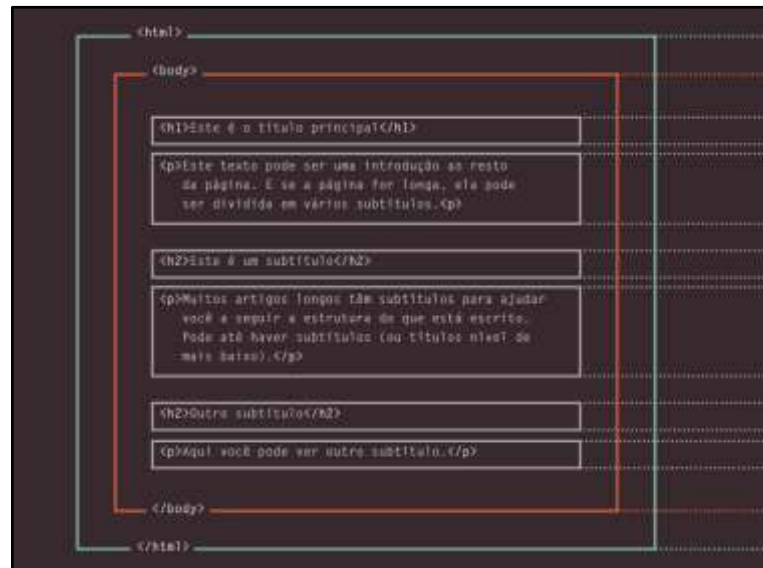 <html>
<body>
<h1>Este é o título principal</h1>
<p>Este texto pode ser uma introdução ao resto
da página. E se a página for longa, ela pode
ser dividida em vários subtítulos.<p>
<h2>Este é um subtítulo</h2>
<p>Muitos artigos longos têm subtítulos para ajudar
você a seguir a estrutura do que está escrito.
Pode até haver subtítulos (ou títulos nível de
mais baixo).</p>
<h2>Outro subtítulo</h2>
<p>Aqui você pode ver outro subtítulo.</p>
</body>
</html>